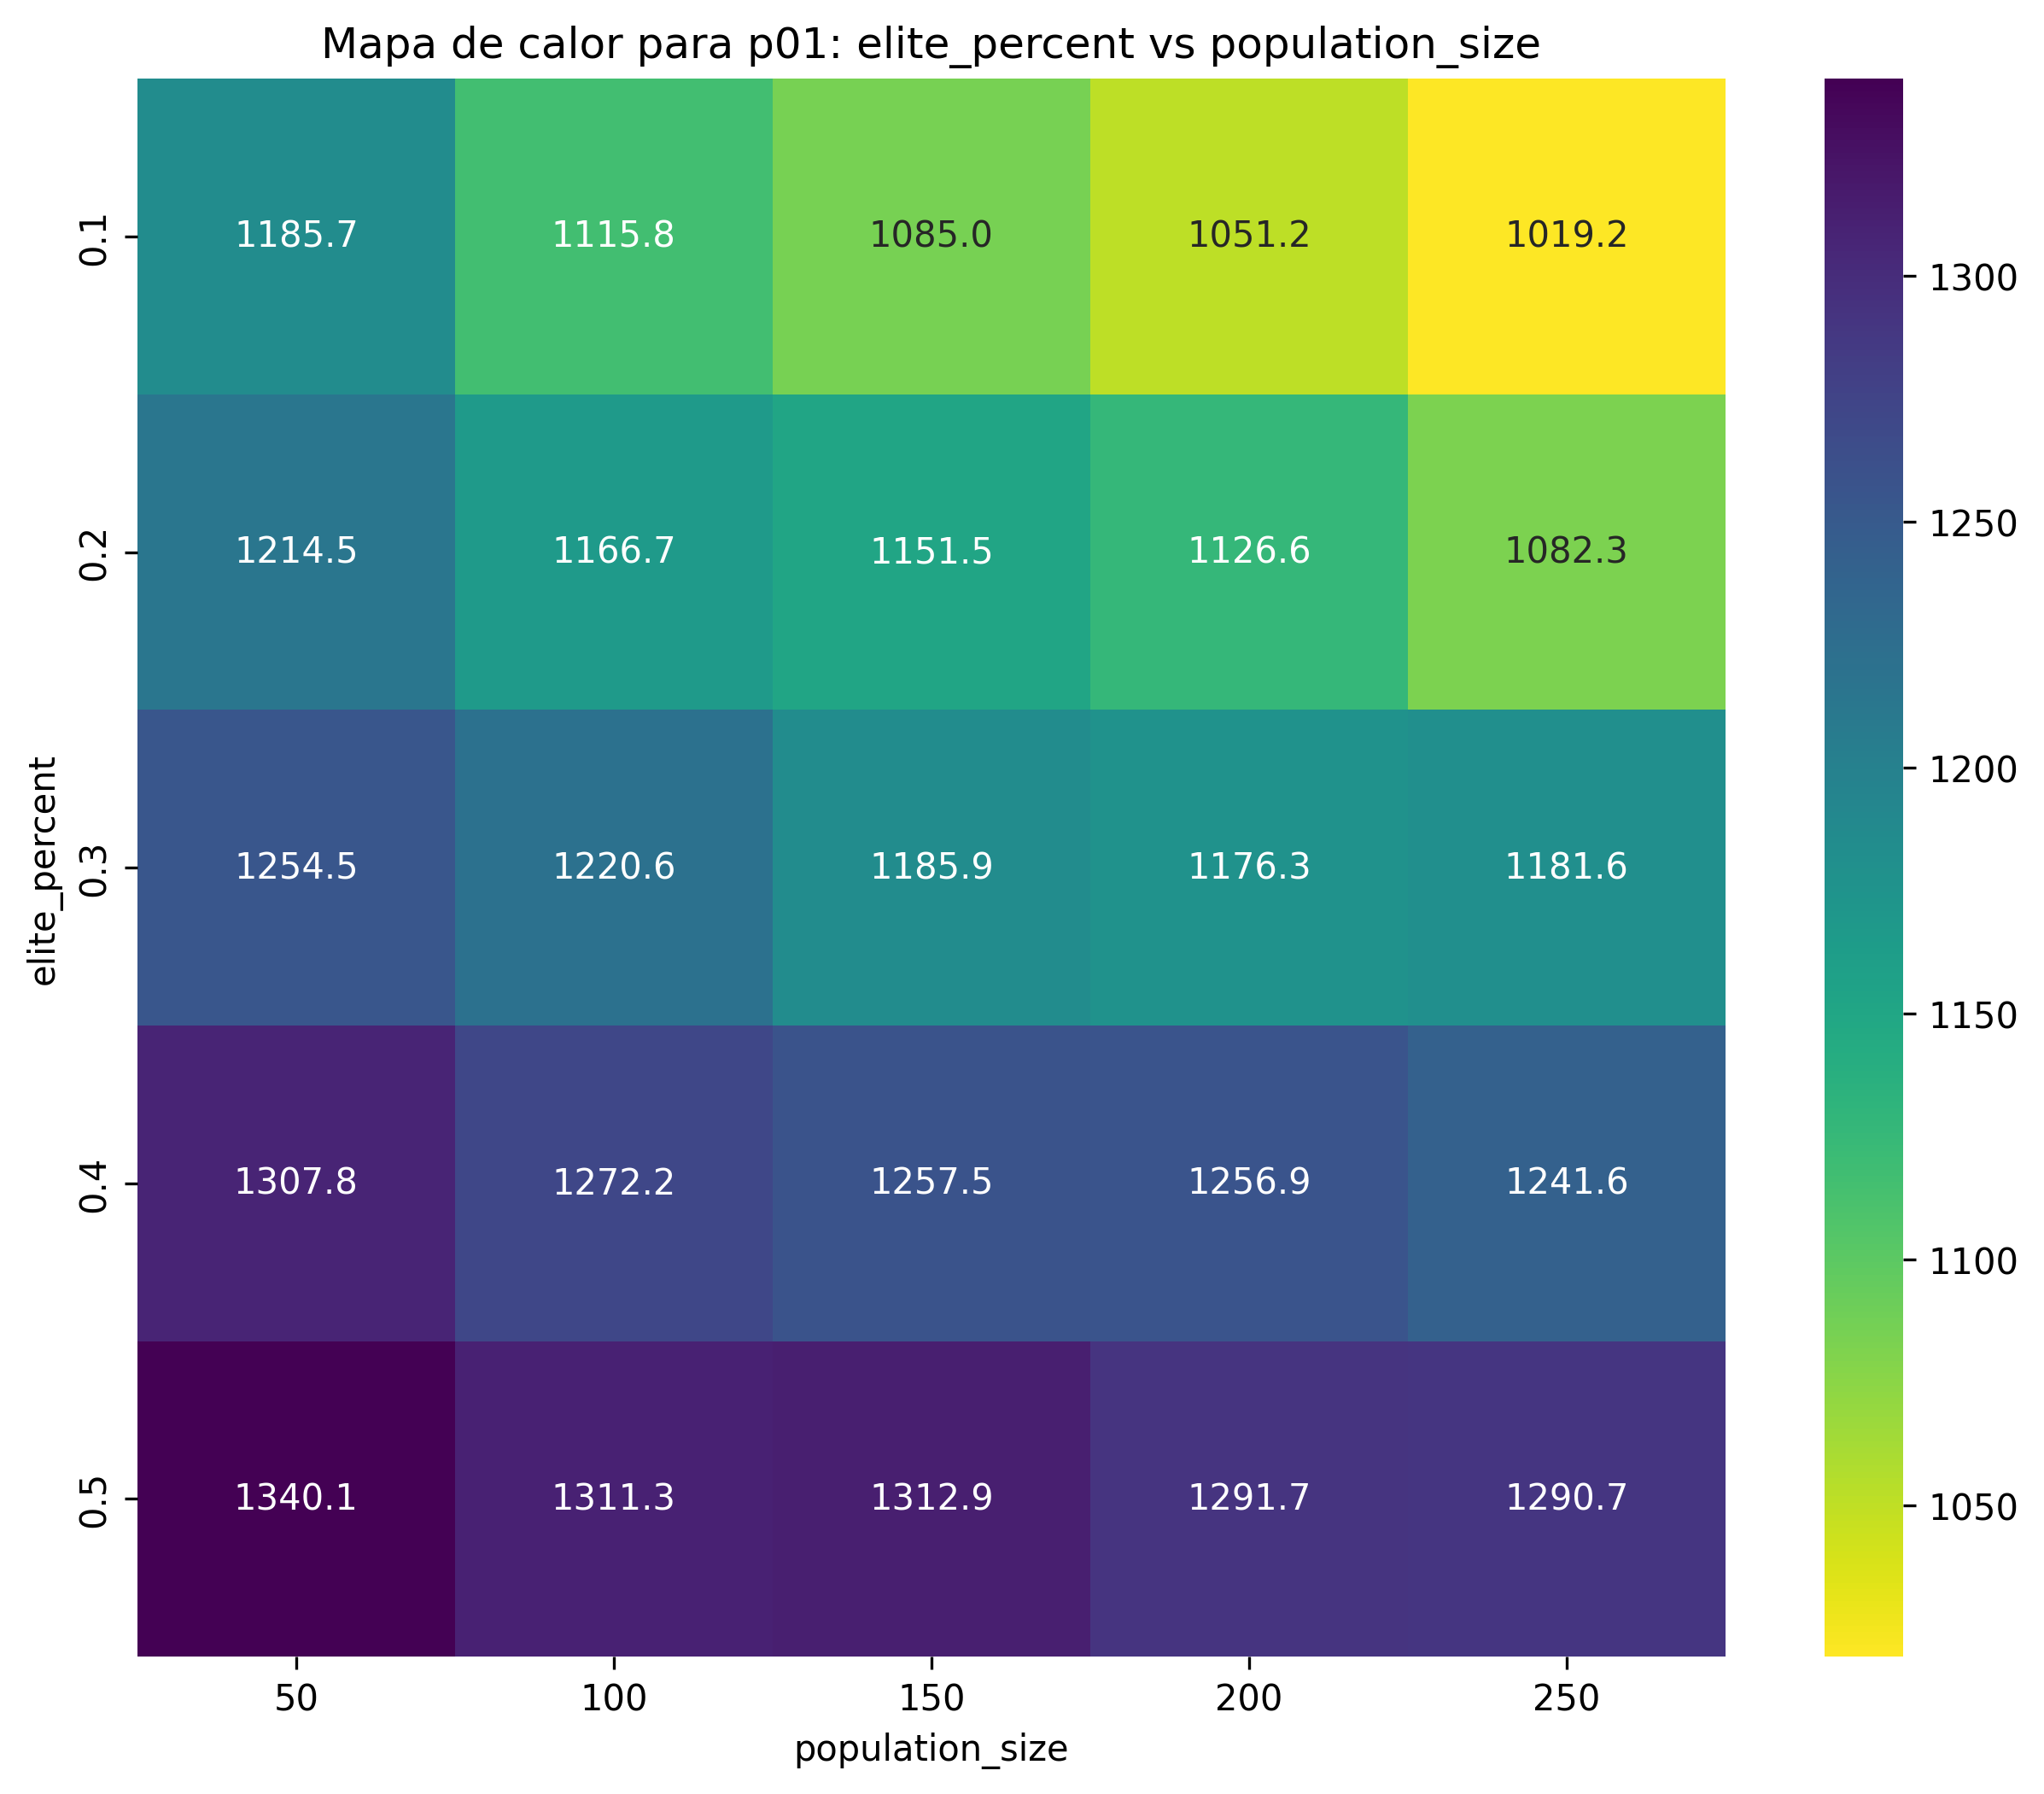 Mapa de calor para p01: elite_percent vs population_size
elite_percent
0.1 1185.7 1115.8 1085.0 1051.2 1019.2
0.2 1214.5 1166.7 1151.5 1126.6 1082.3
0.3 1254.5 1220.6 1185.9 1176.3 1181.6
0.4 1307.8 1272.2 1257.5 1256.9 1241.6
0.5 1340.1 1311.3 1312.9 1291.7 1290.7
50 100 150 200 250
population_size
1300
1250
1200
1150
1100
1050